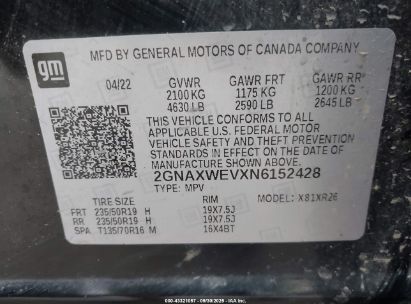 gm
MFD BY GENERAL MOTORS OF CANADA COMPANY
04/22 GVWR GAWR FRT GAWR RR
2100 KG 1175 KG 1200 KG
4630 LB 2590 LB 2645 LB
THIS VEHICLE CONFORMS TO ALL
APPLICABLE U.S. FEDERAL MOTOR
VEHICLE SAFETY AND THEFT PREVENTION
STANDARDS IN EFFECT ON THE DATE OF
MANUFACTURE SHOWN ABOVE.
2GNAXWEVXN6152428
TYPE: MPV MODEL: X81XR26
TIRE SIZE RIM
FRT 235/50R19 H 19X7.5J
RR 235/50R19 H 19X7.5J
SPA T135/70R16 M 16X4BT